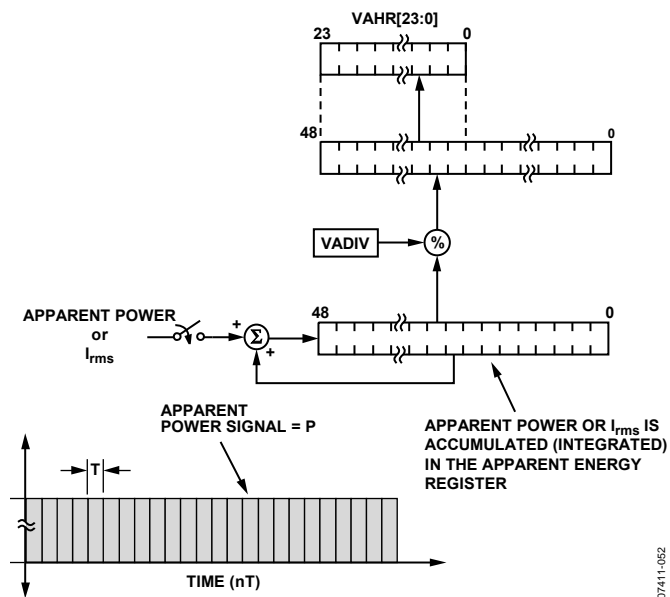 VAHR[23:0]
23 0
48 0
VADIV %
48 0
APPARENT POWER
or
Irms
+ Σ +
APPARENT
POWER SIGNAL = P
APPARENT POWER OR Irms IS
ACCUMULATED (INTEGRATED)
IN THE APPARENT ENERGY
REGISTER
T
TIME (nT)
07411-052